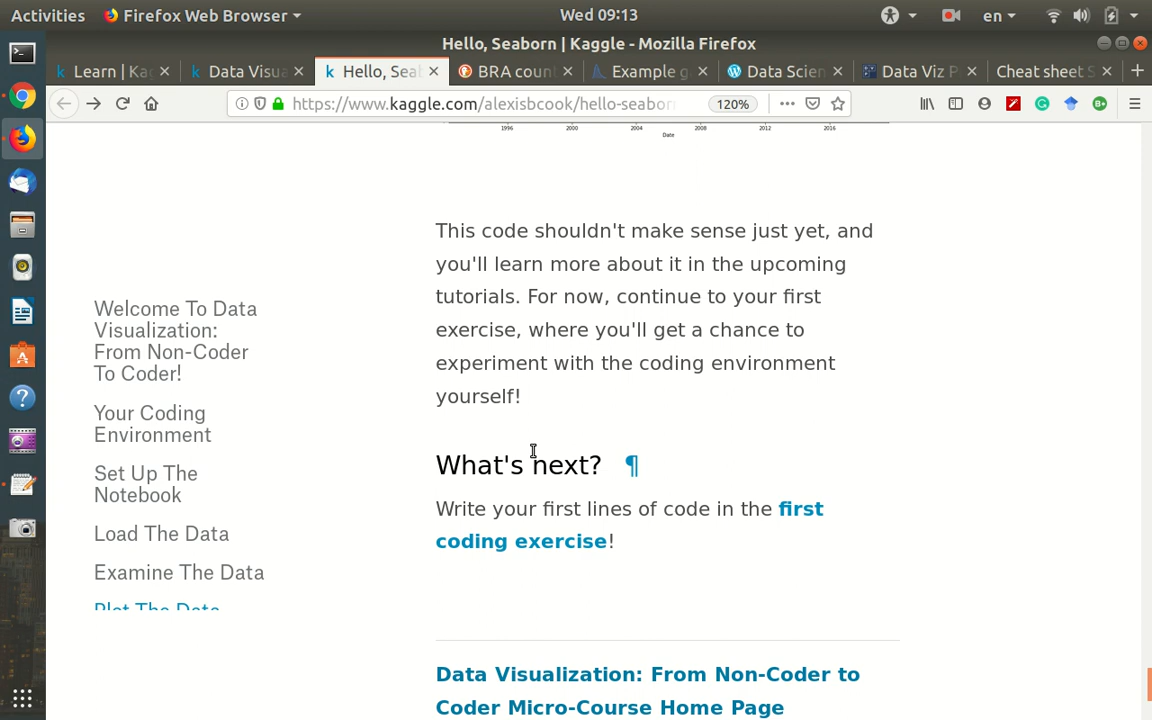 Activities Firefox Web Browser Wed 09:13 en
Hello, Seaborn | Kaggle - Mozilla Firefox
Learn | Ka Data Visua Hello, Seab BRA coun Example g Data Scien Data Viz P Cheat sheet S
https://www.kaggle.com/alexisbcook/hello-seaborn 120%
1996 2000 2004 2008 2012 2016
Date
This code shouldn't make sense just yet, and
you'll learn more about it in the upcoming
tutorials. For now, continue to your first
exercise, where you'll get a chance to
experiment with the coding environment
yourself!
What's next? ¶
Write your first lines of code in the first
coding exercise!
Data Visualization: From Non-Coder to
Coder Micro-Course Home Page
Welcome To Data
Visualization:
From Non-Coder
To Coder!
Your Coding
Environment
Set Up The
Notebook
Load The Data
Examine The Data
Plot The Data